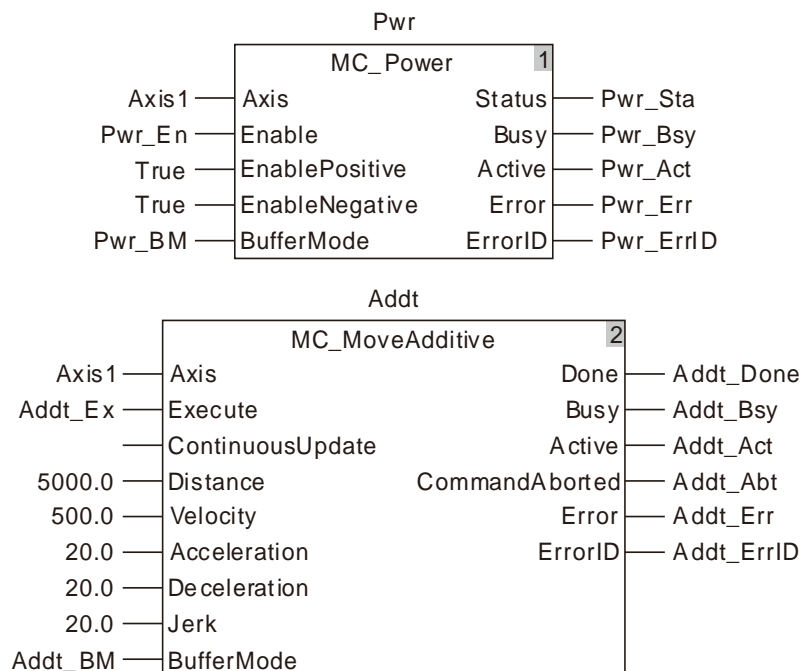 Pwr
MC_Power 1
Axis1 Axis Status Pwr_Sta
Pwr_En Enable Busy Pwr_Bsy
True EnablePositive Active Pwr_Act
True EnableNegative Error Pwr_Err
Pwr_BM BufferMode ErrorID Pwr_ErrID
Addt
MC_MoveAdditive 2
Axis1 Axis Done Addt_Done
Addt_Ex Execute Busy Addt_Bsy
ContinuousUpdate Active Addt_Act
5000.0 Distance CommandAborted Addt_Abt
500.0 Velocity Error Addt_Err
20.0 Acceleration ErrorID Addt_ErrID
20.0 Deceleration
20.0 Jerk
Addt_BM BufferMode